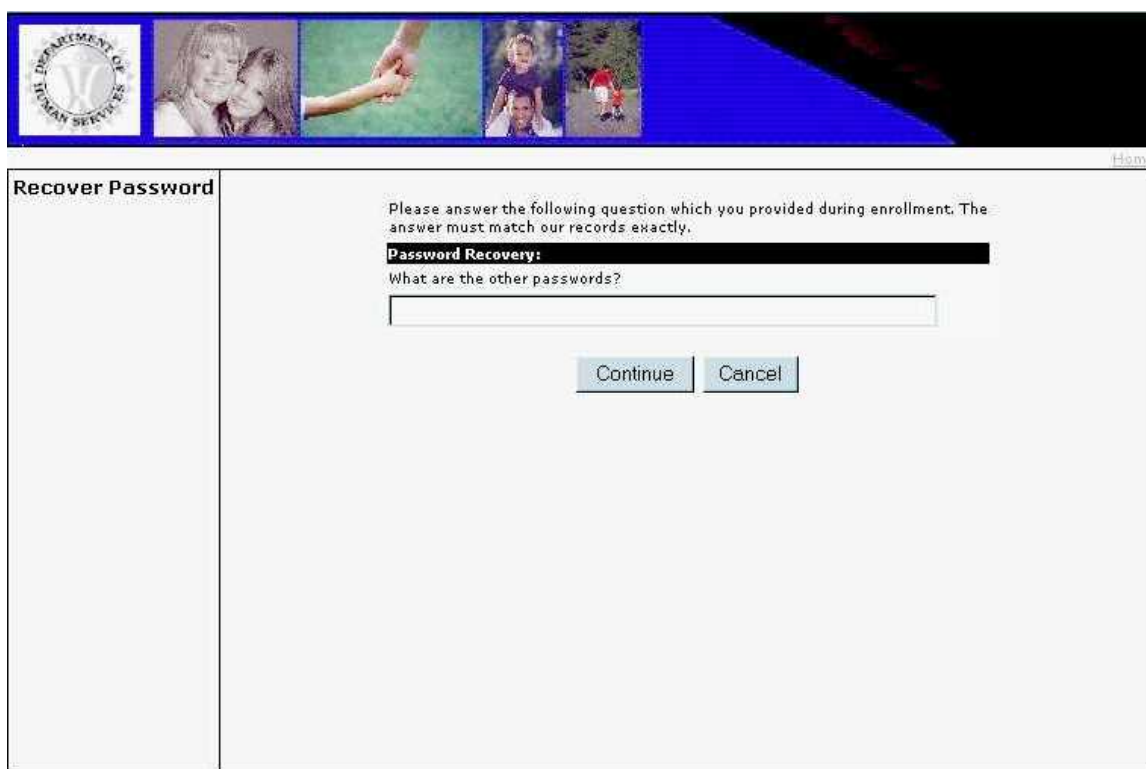 DEPARTMENT OF
HUMAN SERVICES
Hom
Recover Password
Please answer the following question which you provided during enrollment. The
answer must match our records exactly.
Password Recovery:
What are the other passwords?
Continue
Cancel